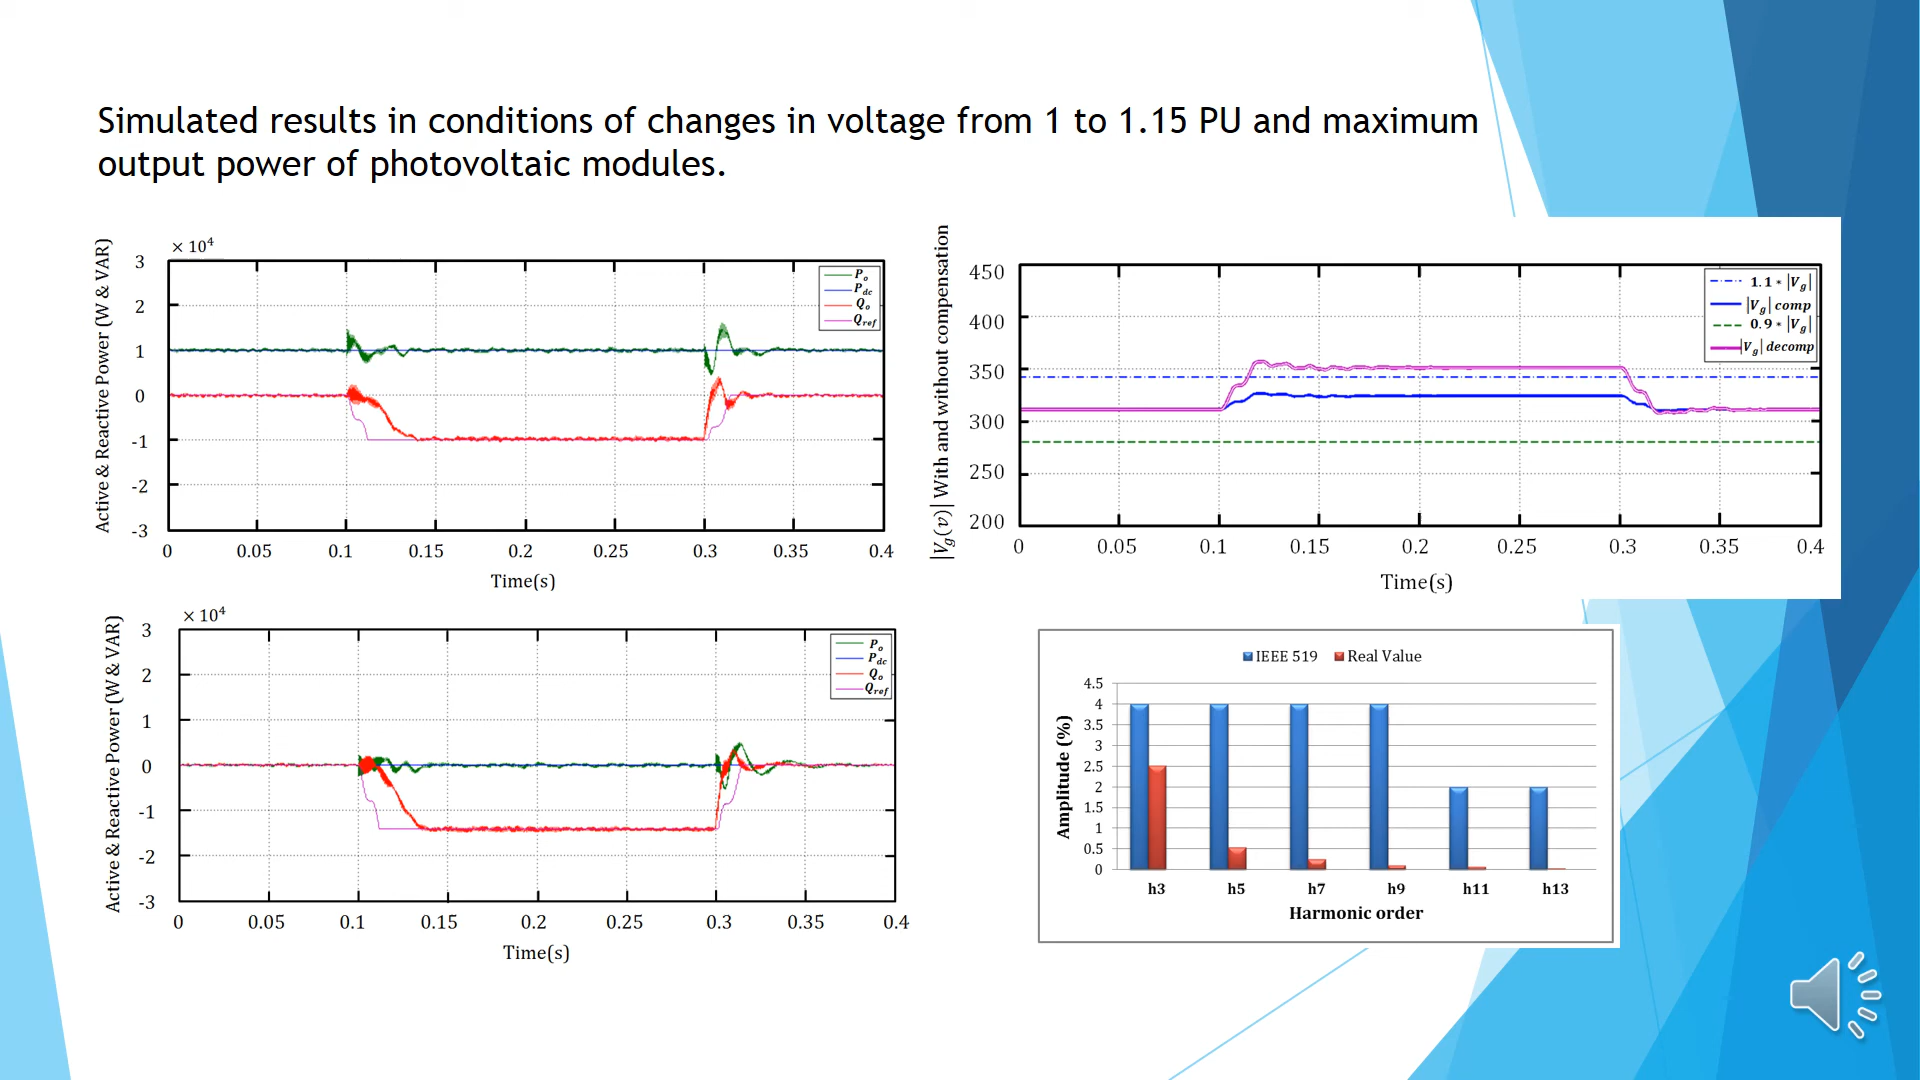 Simulated results in conditions of changes in voltage from 1 to 1.15 PU and maximum
output power of photovoltaic modules.
Active & Reactive Power (W & VAR)
× 10⁴
3
2
1
0
-1
-2
-3
0 0.05 0.1 0.15 0.2 0.25 0.3 0.35 0.4
Time(s)
Pₒ
P_dc
Qₒ
Q_ref
|V_g(v)| With and without compensation
450
400
350
300
250
200
0 0.05 0.1 0.15 0.2 0.25 0.3 0.35 0.4
Time(s)
1.1 * |V_g|
|V_g| comp
0.9 * |V_g|
|V_g| decomp
Active & Reactive Power (W & VAR)
× 10⁴
3
2
1
0
-1
-2
-3
0 0.05 0.1 0.15 0.2 0.25 0.3 0.35 0.4
Time(s)
Pₒ
P_dc
Qₒ
Q_ref
IEEE 519 Real Value
Amplitude (%)
4.5
4
3.5
3
2.5
2
1.5
1
0.5
0
h3 h5 h7 h9 h11 h13
Harmonic order